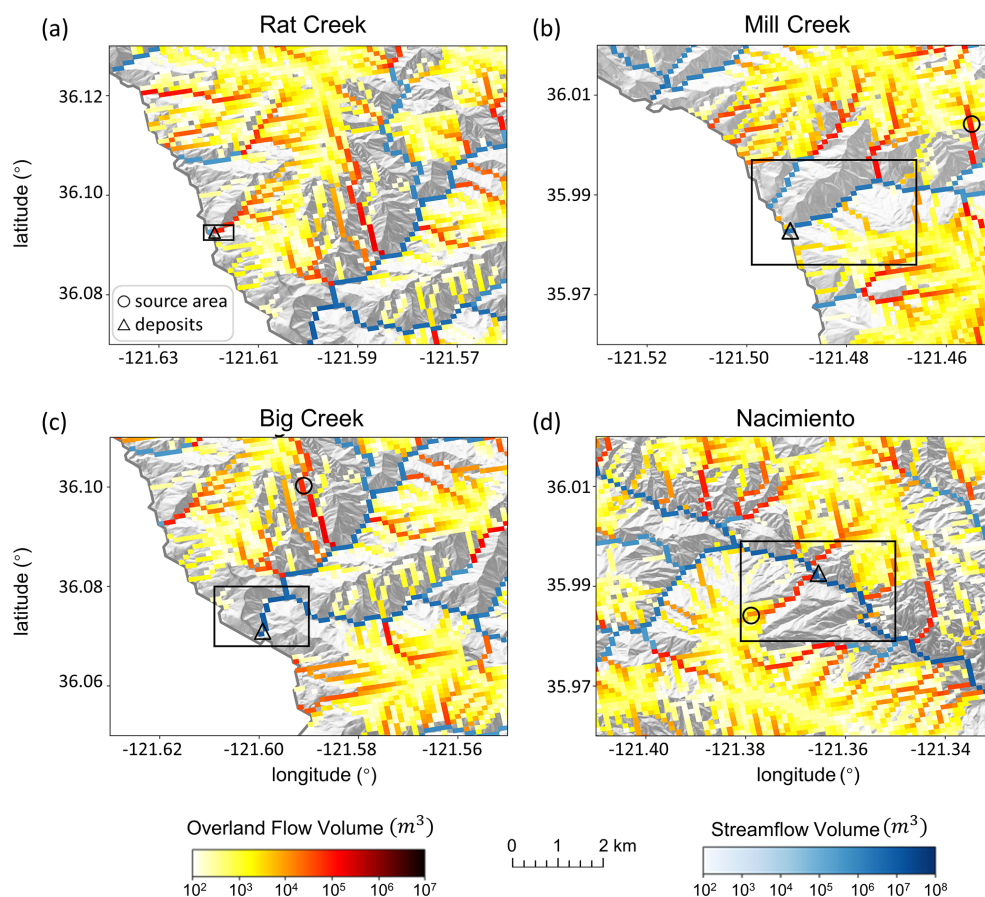 (a) Rat Creek
(b) Mill Creek
latitude (°)
36.12
36.10
36.08
○ source area
△ deposits
-121.63 -121.61 -121.59 -121.57
36.01
35.99
35.97
-121.52 -121.50 -121.48 -121.46
(c) Big Creek
(d) Nacimiento
latitude (°)
36.10
36.08
36.06
-121.62 -121.60 -121.58 -121.56
longitude (°)
36.01
35.99
35.97
-121.40 -121.38 -121.36 -121.34
longitude (°)
Overland Flow Volume (m³)
10² 10³ 10⁴ 10⁵ 10⁶ 10⁷
0 1 2 km
Streamflow Volume (m³)
10² 10³ 10⁴ 10⁵ 10⁶ 10⁷ 10⁸